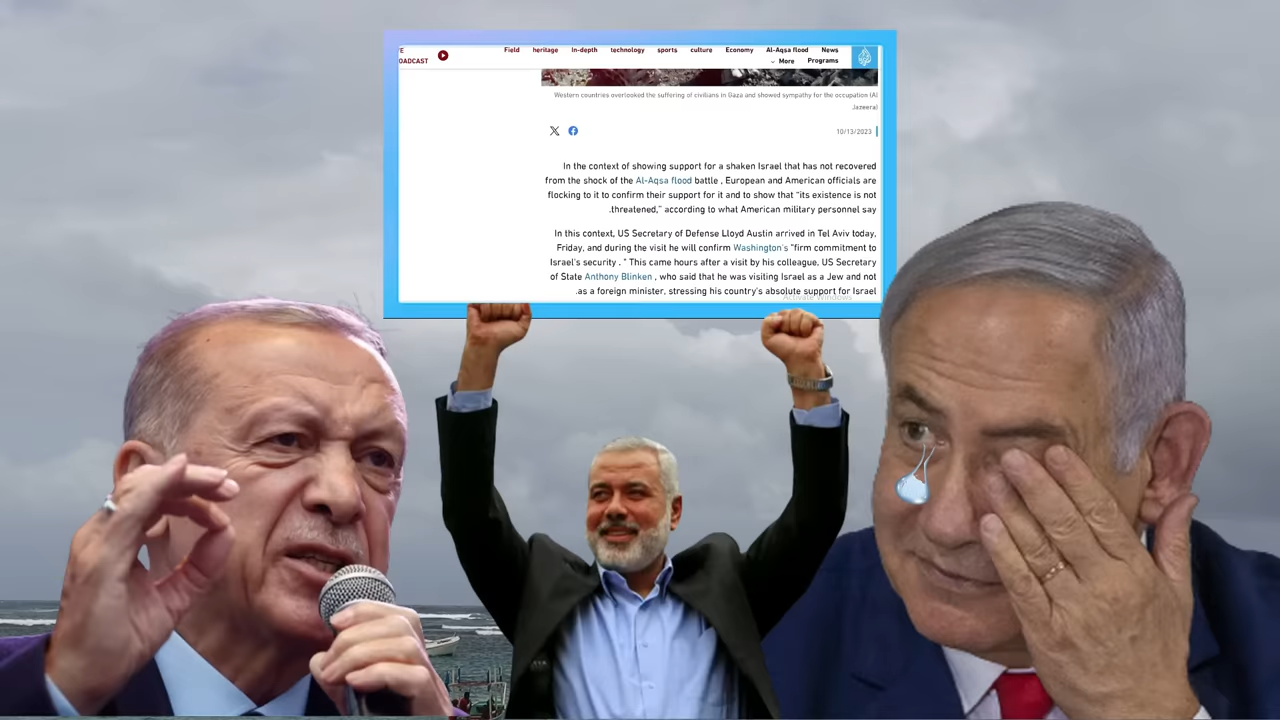 Field heritage In-depth technology sports culture Economy Al-Aqsa flood News
OADCAST More Programs
Western countries overlooked the suffering of civilians in Gaza and showed sympathy for the occupation (Al
Jazeera)
10/13/2023
In the context of showing support for a shaken Israel that has not recovered
from the shock of the Al-Aqsa flood battle , European and American officials are
flocking to it to confirm their support for it and to show that "its existence is not
.threatened," according to what American military personnel say
In this context, US Secretary of Defense Lloyd Austin arrived in Tel Aviv today,
Friday, and during the visit he will confirm Washington's "firm commitment to
Israel's security . " This came hours after a visit by his colleague, US Secretary
of State Anthony Blinken , who said that he was visiting Israel as a Jew and not
.as a foreign minister, stressing his country's absolute support for Israel
Activate Windows